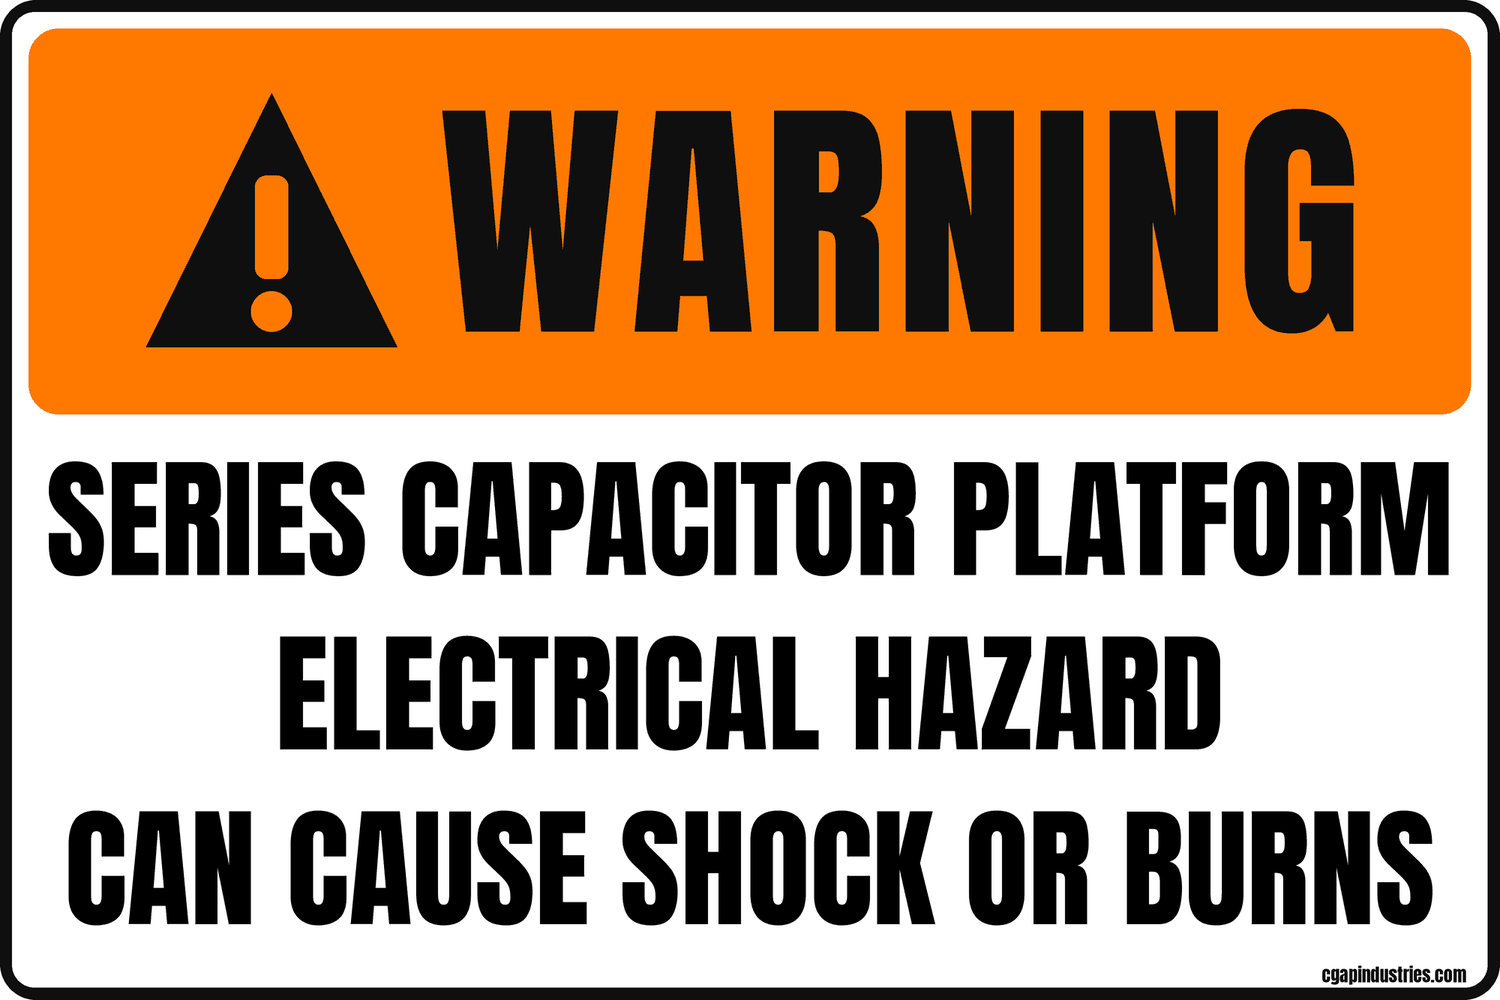 WARNING
SERIES CAPACITOR PLATFORM
ELECTRICAL HAZARD
CAN CAUSE SHOCK OR BURNS
cgapindustries.com